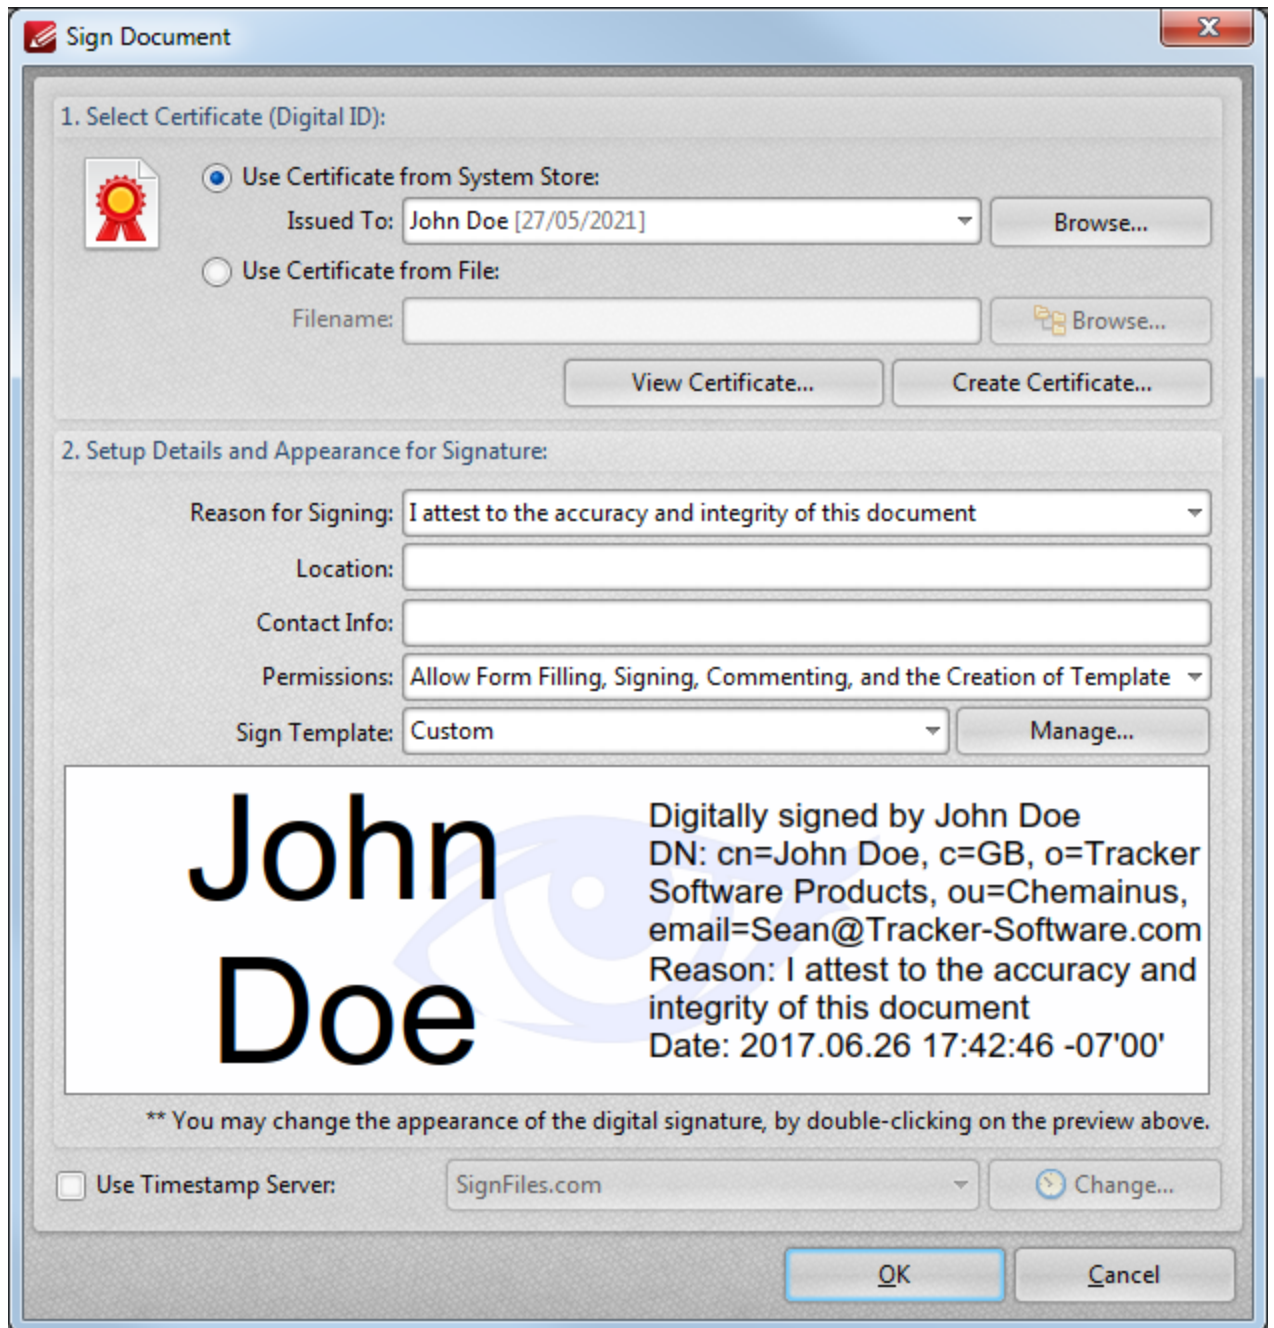 Sign Document
1. Select Certificate (Digital ID):
Use Certificate from System Store:
Issued To: John Doe [27/05/2021] Browse...
Use Certificate from File:
Filename: Browse...
View Certificate... Create Certificate...
2. Setup Details and Appearance for Signature:
Reason for Signing: I attest to the accuracy and integrity of this document
Location:
Contact Info:
Permissions: Allow Form Filling, Signing, Commenting, and the Creation of Template
Sign Template: Custom Manage...
John
Doe
Digitally signed by John Doe
DN: cn=John Doe, c=GB, o=Tracker
Software Products, ou=Chemainus,
email=Sean@Tracker-Software.com
Reason: I attest to the accuracy and
integrity of this document
Date: 2017.06.26 17:42:46 -07'00'
** You may change the appearance of the digital signature, by double-clicking on the preview above.
Use Timestamp Server: SignFiles.com Change...
OK Cancel